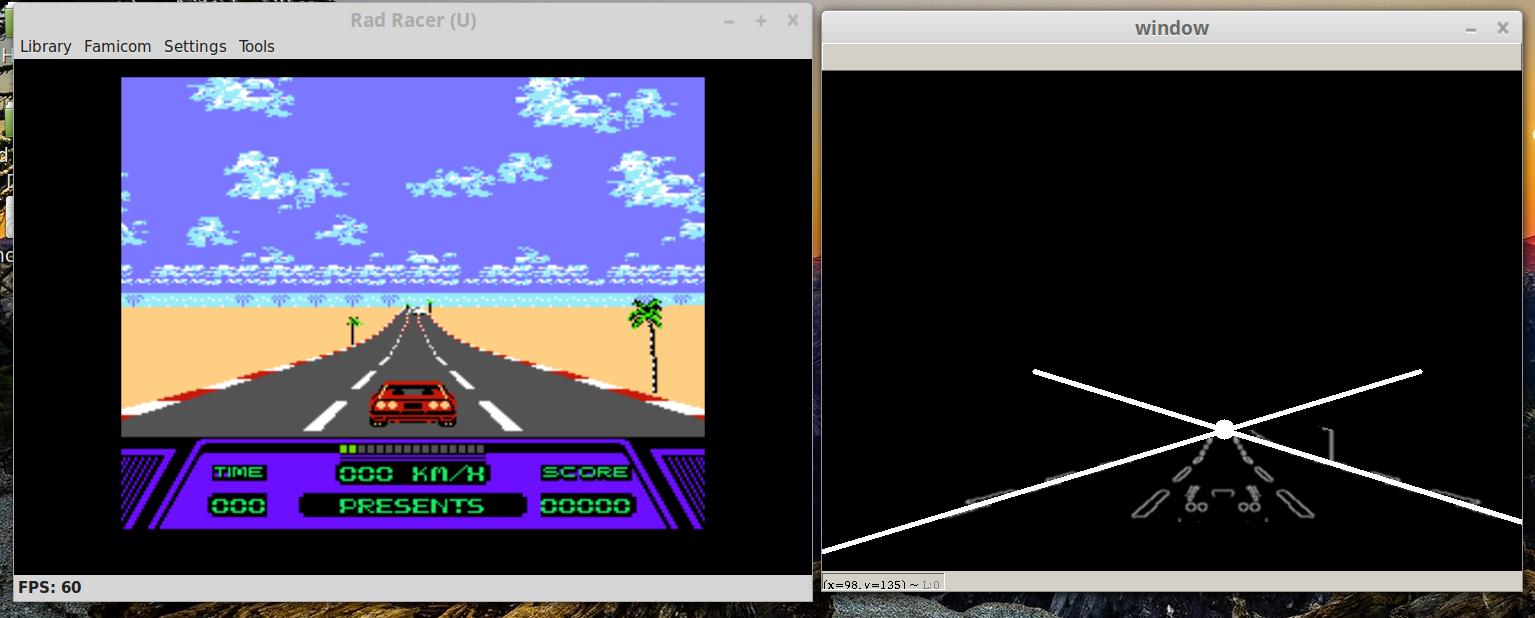 Rad Racer (U)
Library Famicom Settings Tools
TIME
000 KM/H
SCORE
000
PRESENTS
00000
FPS: 60
window
(x=98, y=135) ~ L:0